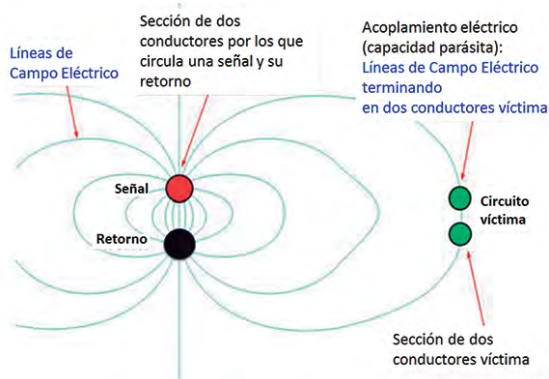 Líneas de
Campo Eléctrico
Sección de dos
conductores por los que
circula una señal y su
retorno
Acoplamiento eléctrico
(capacidad parásita):
Líneas de Campo Eléctrico
terminando
en dos conductores víctima
Señal
Retorno
Circuito
víctima
Sección de dos
conductores víctima